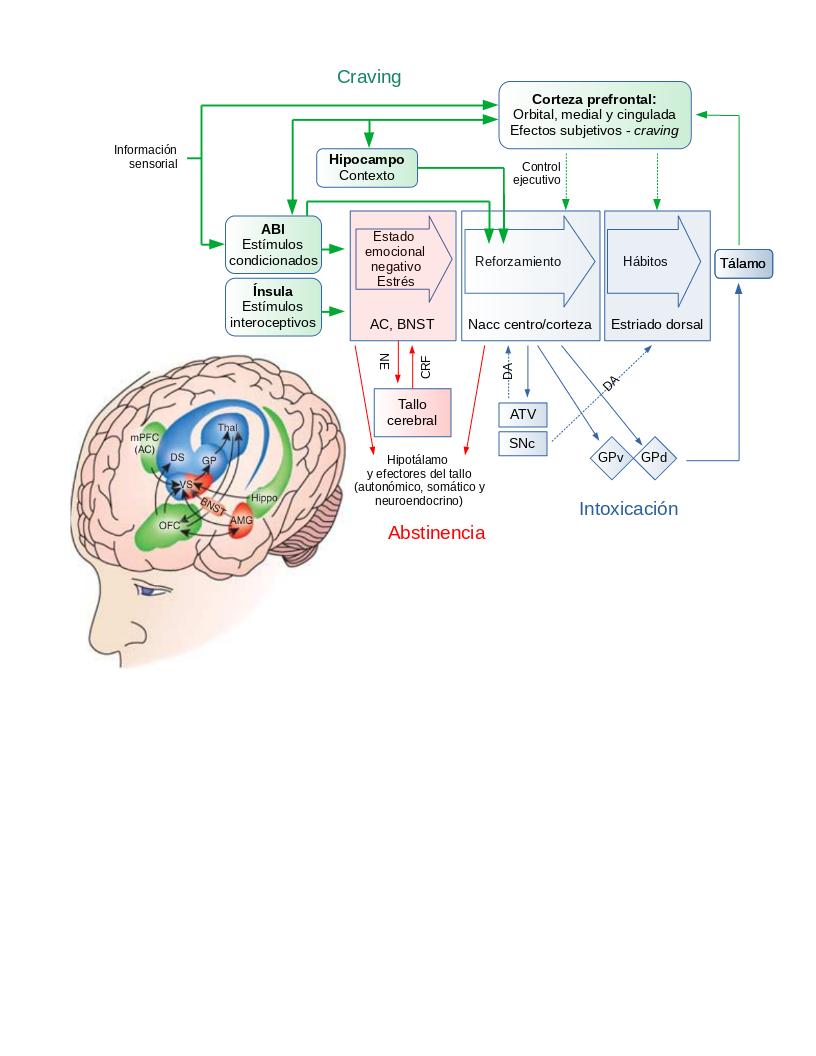 Craving
Corteza prefrontal:
Orbital, medial y cingulada
Efectos subjetivos - craving
Información
sensorial
Hipocampo
Contexto
Control
ejecutivo
ABI
Estímulos
condicionados
Ínsula
Estímulos
interoceptivos
Estado
emocional
negativo
Estrés
AC, BNST
Reforzamiento
Nacc centro/corteza
Hábitos
Estriado dorsal
Tálamo
NE
CRF
Tallo
cerebral
DA
ATV
SNc
DA
GPv
GPd
Hipotálamo
y efectores del tallo
(autonómico, somático y
neuroendocrino)
Abstinencia
Intoxicación
mPFC
(AC)
Thal
DS
GP
VS
BNST
Hippo
OFC
AMG